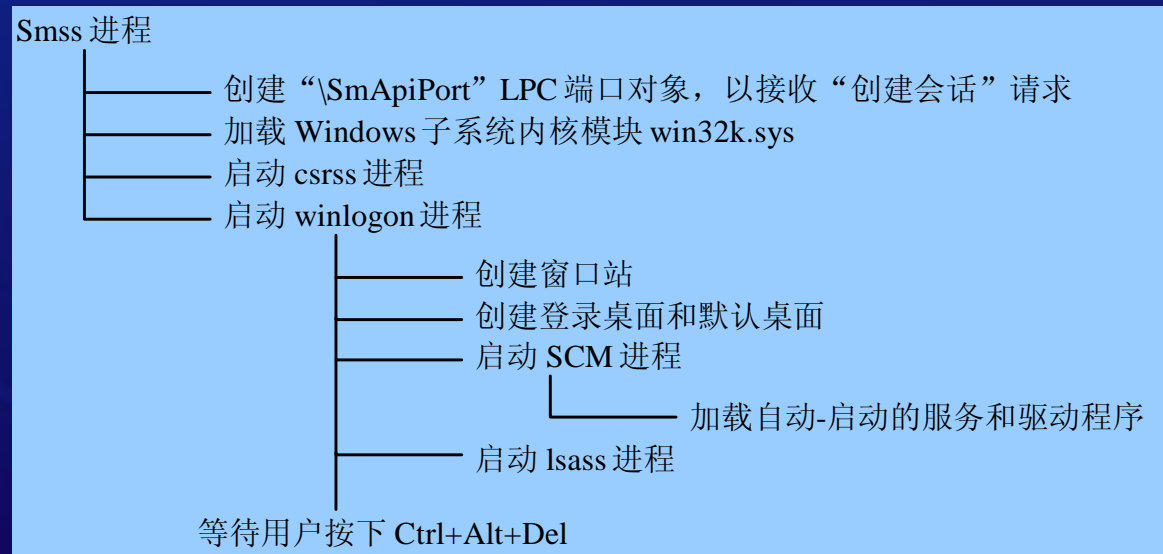 Smss 进程
创建“\SmApiPort”LPC 端口对象，以接收“创建会话”请求
加载 Windows 子系统内核模块 win32k.sys
启动 csrss 进程
启动 winlogon 进程
创建窗口站
创建登录桌面和默认桌面
启动 SCM 进程
加载自动-启动的服务和驱动程序
启动 lsass 进程
等待用户按下 Ctrl+Alt+Del